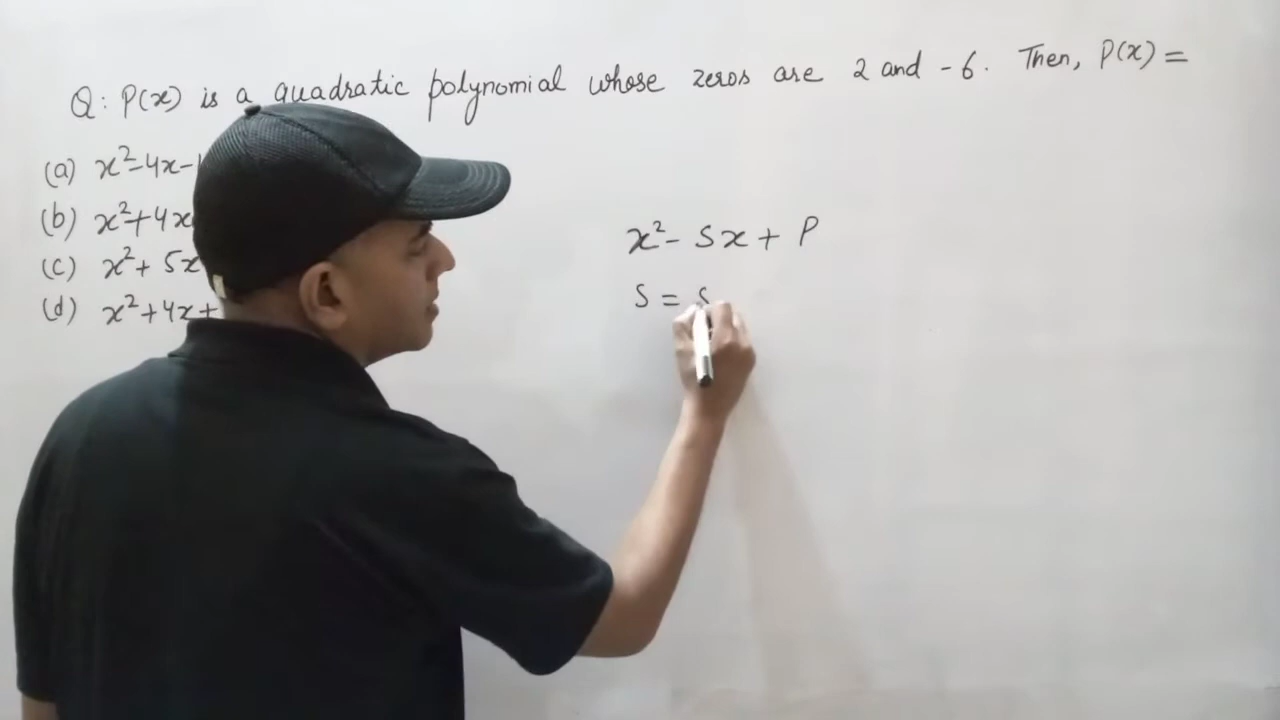 Q: P(x) is a quadratic polynomial whose zeros are 2 and -6. Then, P(x) =
(a) x²-4x-
(b) x²+4x
(c) x²+5x
(d) x²+4x+
x²- Sx + P
S = S